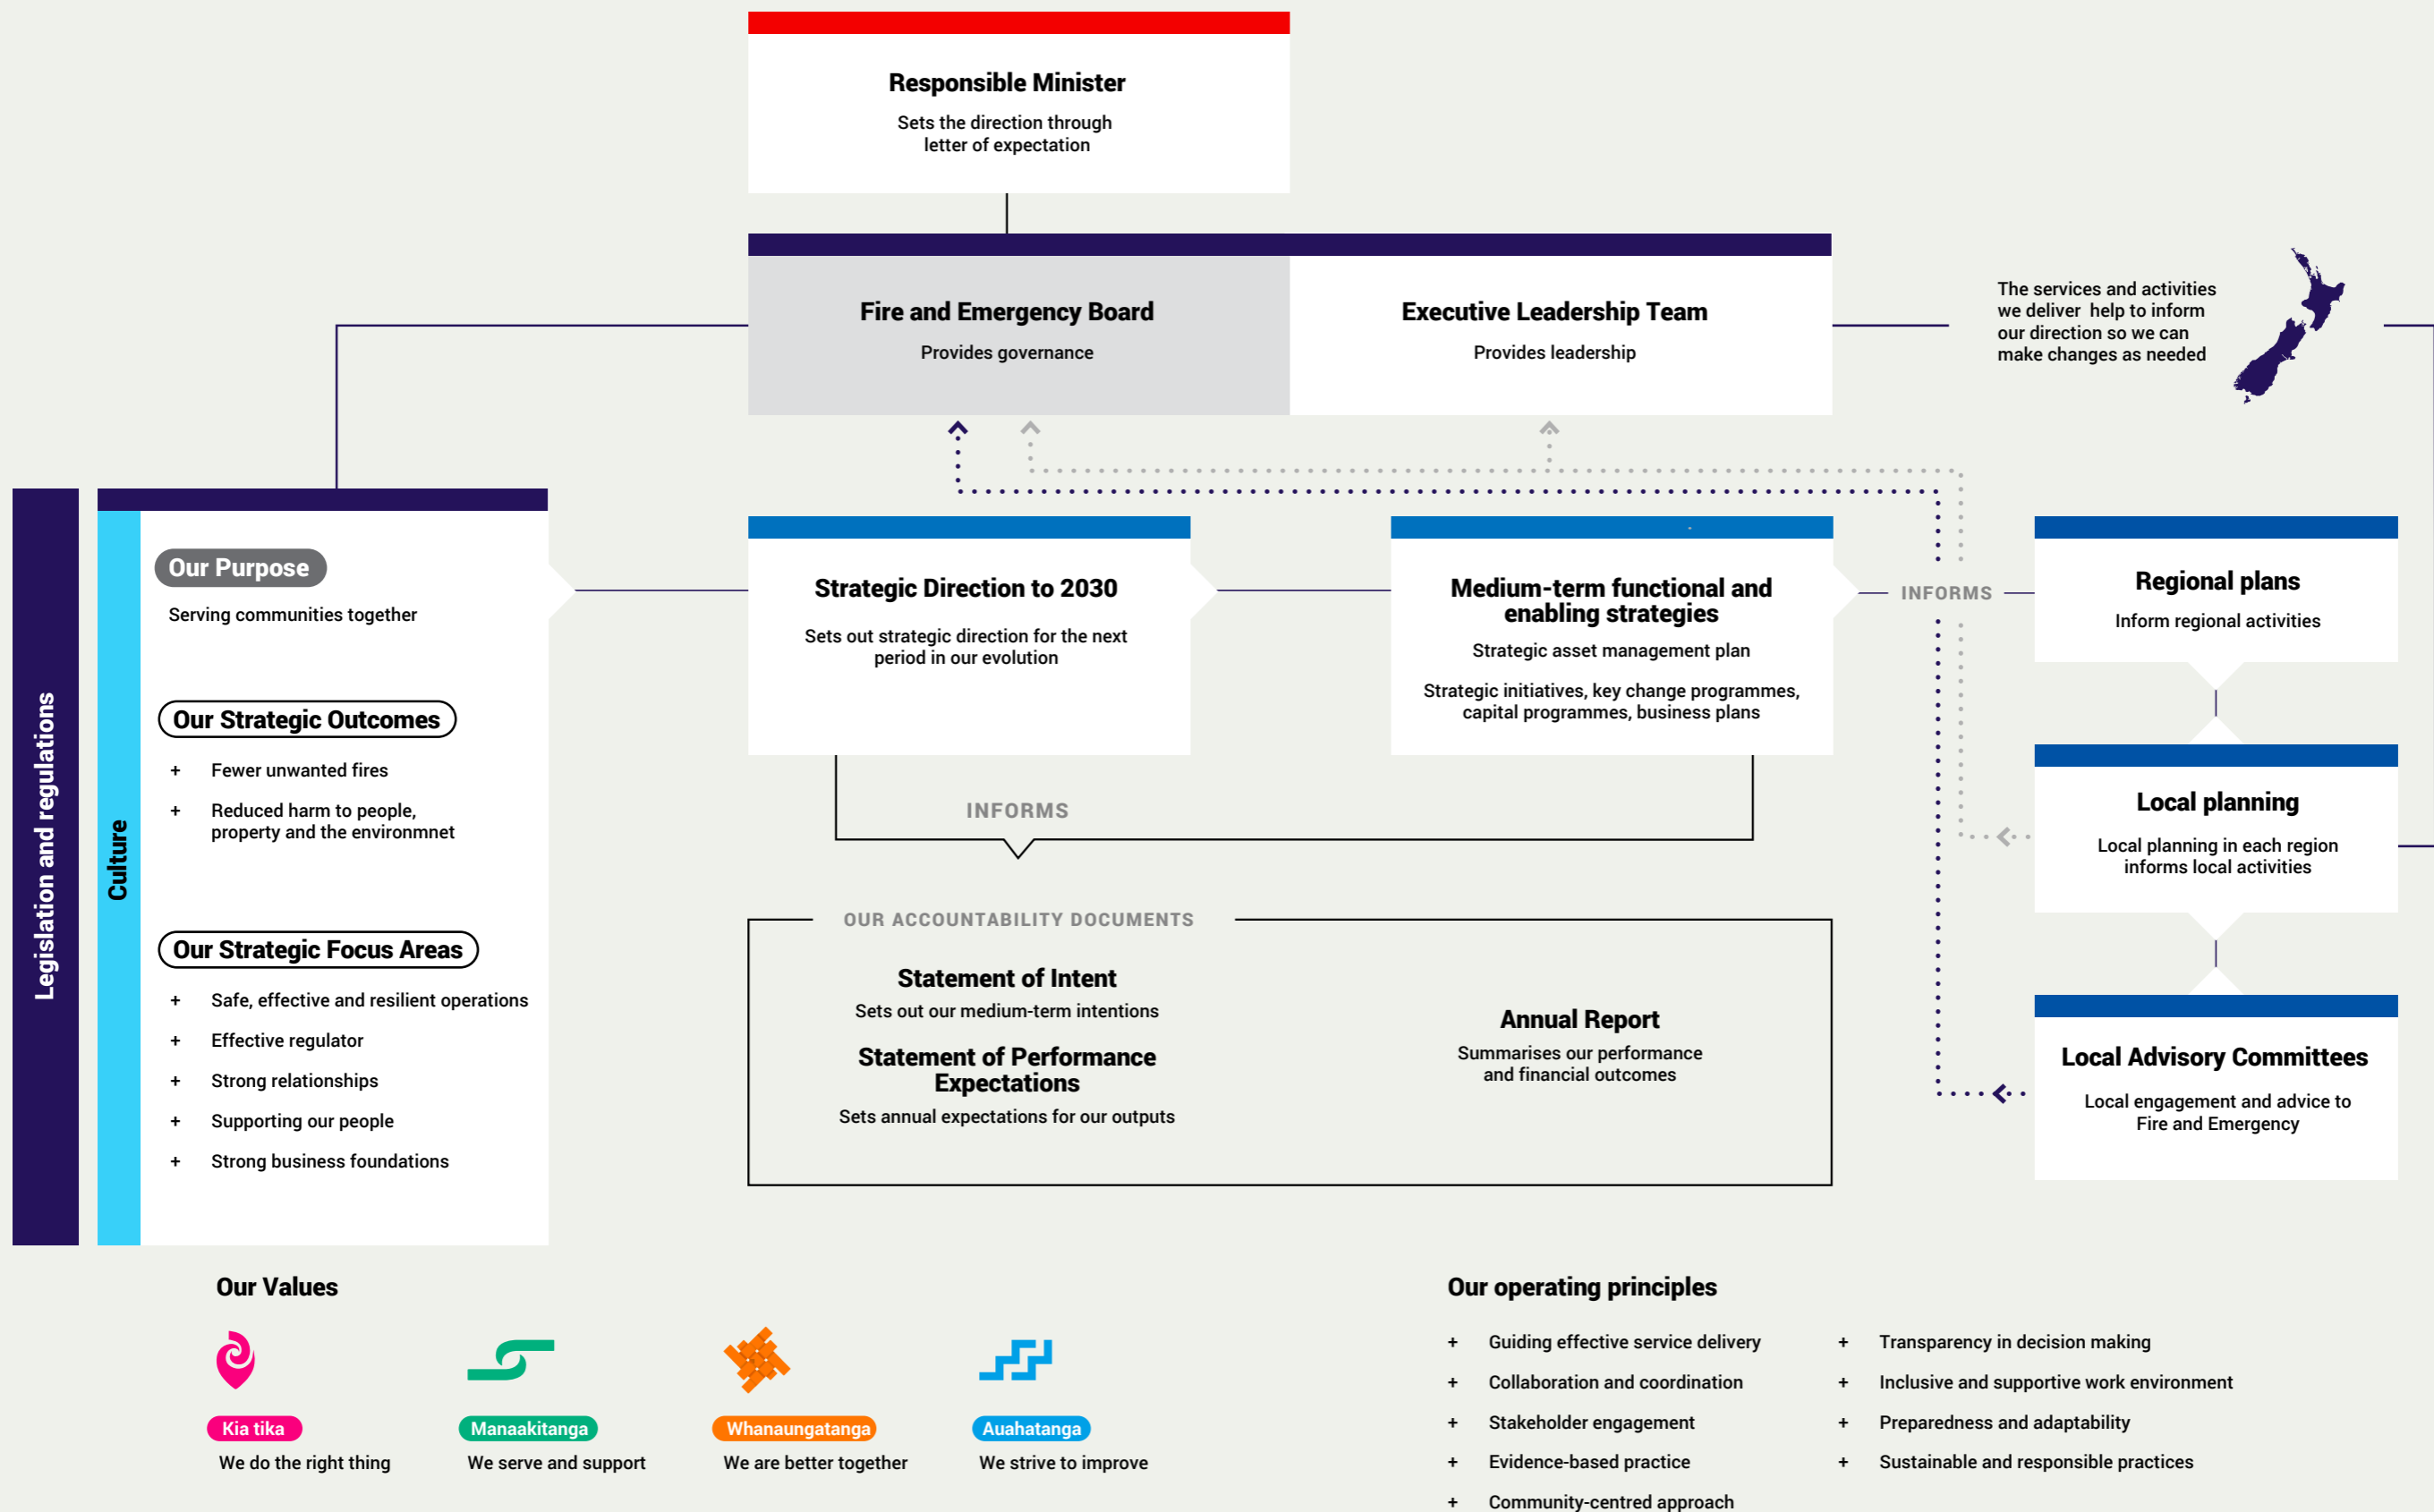 Responsible Minister
Sets the direction through
letter of expectation
Fire and Emergency Board
Provides governance
Executive Leadership Team
Provides leadership
The services and activities
we deliver help to inform
our direction so we can
make changes as needed
Legislation and regulations
Culture
Our Purpose
Serving communities together
Our Strategic Outcomes
+ Fewer unwanted fires
+ Reduced harm to people,
property and the environmnet
Our Strategic Focus Areas
+ Safe, effective and resilient operations
+ Effective regulator
+ Strong relationships
+ Supporting our people
+ Strong business foundations
Strategic Direction to 2030
Sets out strategic direction for the next
period in our evolution
Medium-term functional and
enabling strategies
Strategic asset management plan
Strategic initiatives, key change programmes,
capital programmes, business plans
INFORMS
INFORMS
Regional plans
Inform regional activities
Local planning
Local planning in each region
informs local activities
Local Advisory Committees
Local engagement and advice to
Fire and Emergency
OUR ACCOUNTABILITY DOCUMENTS
Statement of Intent
Sets out our medium-term intentions
Statement of Performance
Expectations
Sets annual expectations for our outputs
Annual Report
Summarises our performance
and financial outcomes
Our Values
Kia tika
We do the right thing
Manaakitanga
We serve and support
Whanaungatanga
We are better together
Auahatanga
We strive to improve
Our operating principles
+ Guiding effective service delivery
+ Collaboration and coordination
+ Stakeholder engagement
+ Evidence-based practice
+ Community-centred approach
+ Transparency in decision making
+ Inclusive and supportive work environment
+ Preparedness and adaptability
+ Sustainable and responsible practices